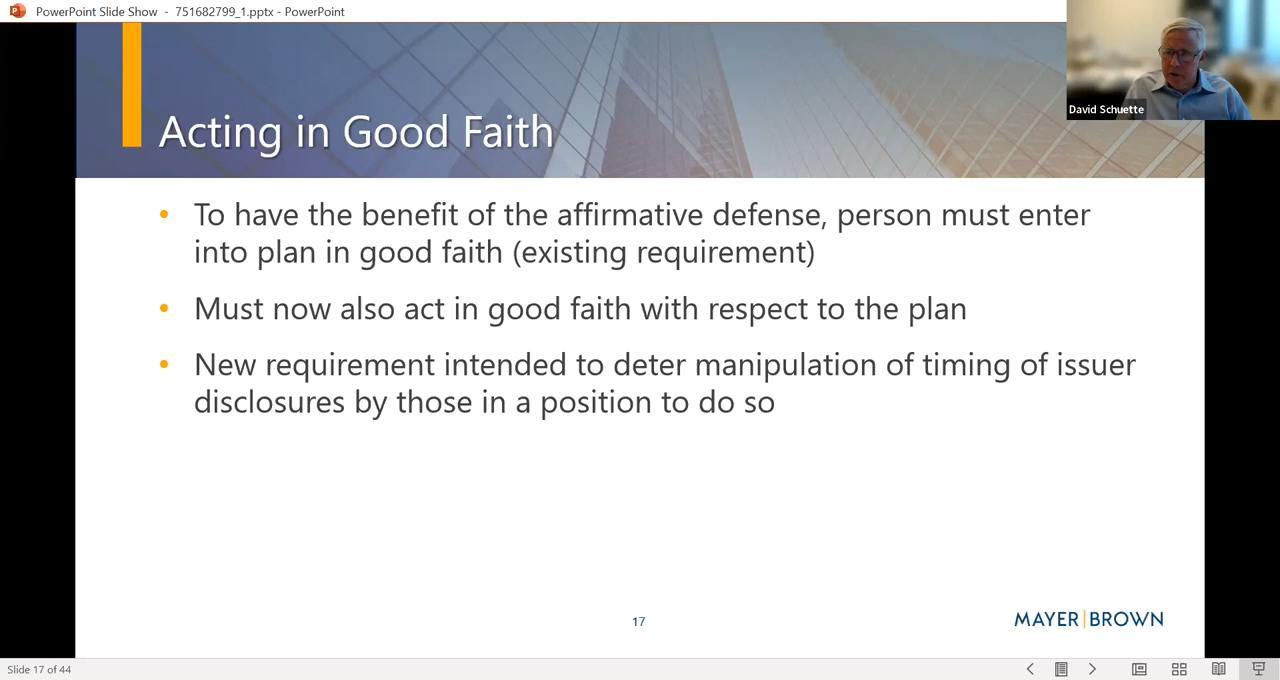 PowerPoint Slide Show - 751682799_1.pptx - PowerPoint
David Schuette
Acting in Good Faith
• To have the benefit of the affirmative defense, person must enter
into plan in good faith (existing requirement)
• Must now also act in good faith with respect to the plan
• New requirement intended to deter manipulation of timing of issuer
disclosures by those in a position to do so
17
MAYER|BROWN
Slide 17 of 44